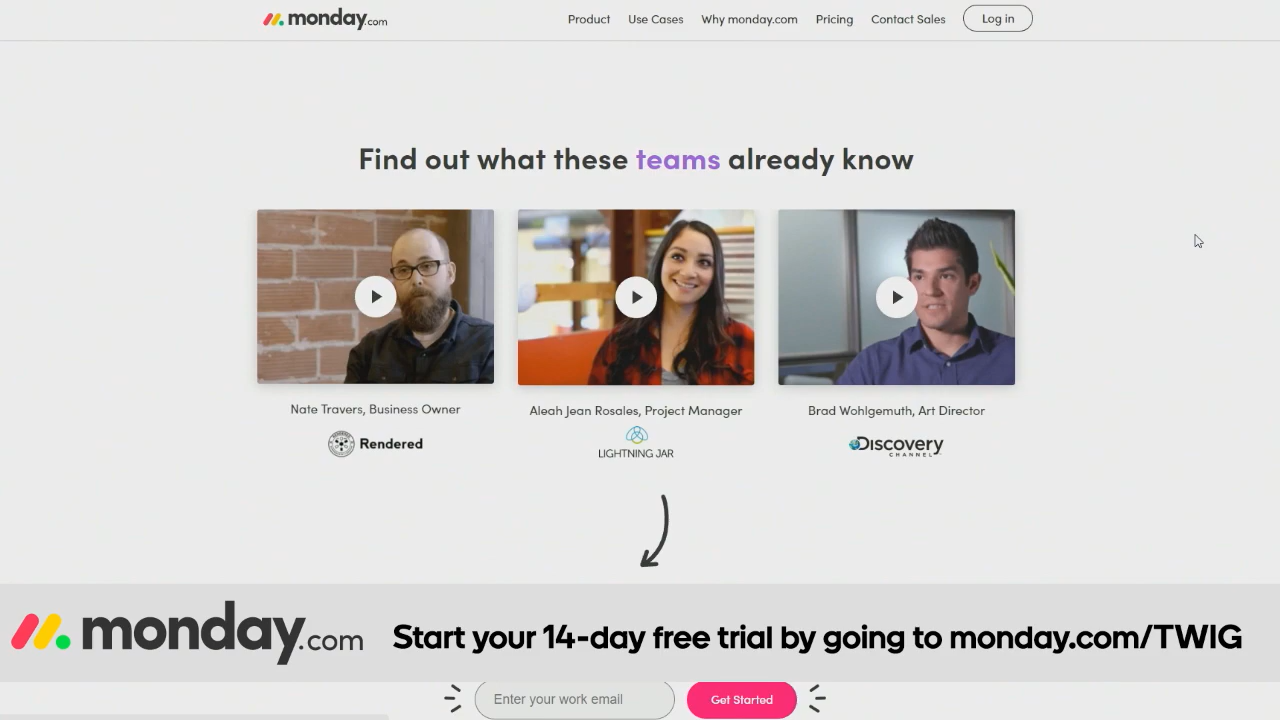 monday.com
Product Use Cases Why monday.com Pricing Contact Sales Log in
Find out what these teams already know
Nate Travers, Business Owner
Aleah Jean Rosales, Project Manager
Brad Wohlgemuth, Art Director
Rendered
LIGHTNING JAR
Discovery
CHANNEL
monday.com
Start your 14-day free trial by going to monday.com/TWIG
Enter your work email
Get Started